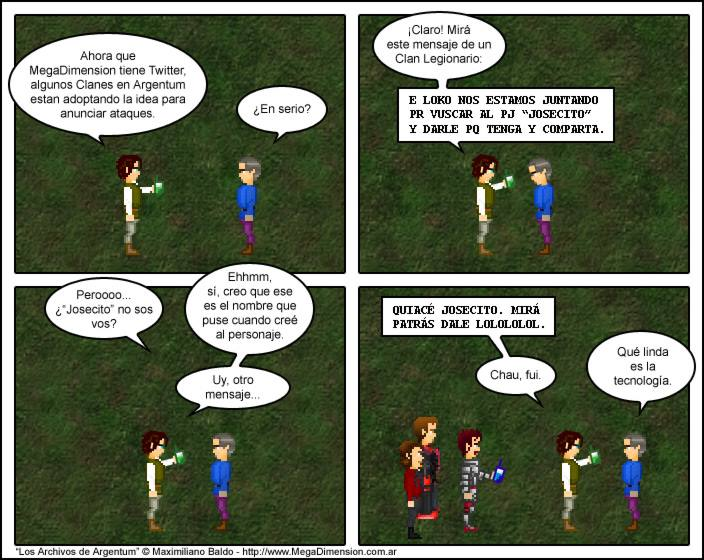 Ahora que
MegaDimension tiene Twitter,
algunos Clanes en Argentum
estan adoptando la idea para
anunciar ataques.
¿En serio?
¡Claro! Mirá
este mensaje de un
Clan Legionario:
E LOKO NOS ESTAMOS JUNTANDO
PR VUSCAR AL PJ “JOSECITO”
Y DARLE PQ TENGA Y COMPARTA.
Peroooo...
¿“Josecito” no sos
vos?
Ehhmm,
sí, creo que ese
es el nombre que
puse cuando creé
al personaje.
Uy, otro
mensaje...
QUIACÉ JOSECITO. MIRÁ
PATRÁS DALE LOLOLOLOL.
Chau, fui.
Qué linda
es la
tecnología.
“Los Archivos de Argentum” © Maximiliano Baldo - http://www.MegaDimension.com.ar